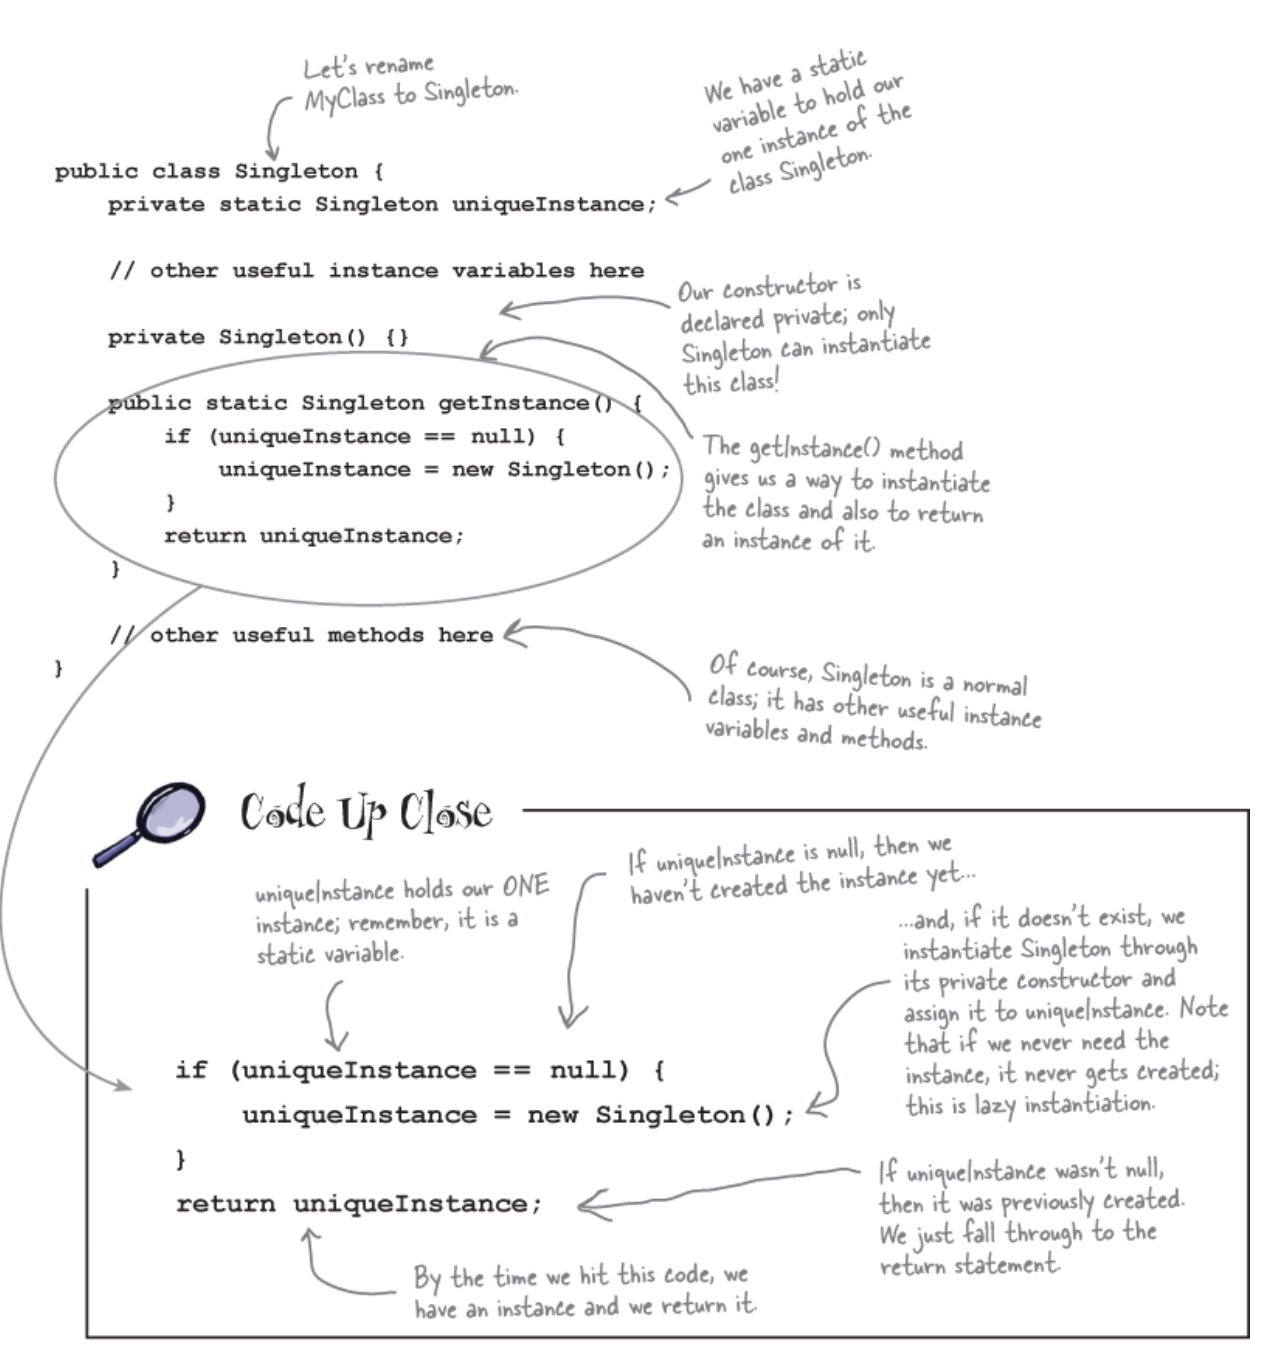 Let's rename
MyClass to Singleton.
We have a static
variable to hold our
one instance of the
class Singleton.
public class Singleton {
private static Singleton uniqueInstance;
// other useful instance variables here
Our constructor is
declared private; only
Singleton can instantiate
this class!
private Singleton() {}
public static Singleton getInstance() {
if (uniqueInstance == null) {
uniqueInstance = new Singleton();
}
return uniqueInstance;
}
The getInstance() method
gives us a way to instantiate
the class and also to return
an instance of it.
// other useful methods here
}
Of course, Singleton is a normal
class; it has other useful instance
variables and methods.
Code Up Close
uniqueInstance holds our ONE
instance; remember, it is a
static variable.
If uniqueInstance is null, then we
haven't created the instance yet...
...and, if it doesn't exist, we
instantiate Singleton through
its private constructor and
assign it to uniqueInstance. Note
that if we never need the
instance, it never gets created;
this is lazy instantiation.
if (uniqueInstance == null) {
uniqueInstance = new Singleton();
}
return uniqueInstance;
If uniqueInstance wasn't null,
then it was previously created.
We just fall through to the
return statement.
By the time we hit this code, we
have an instance and we return it.